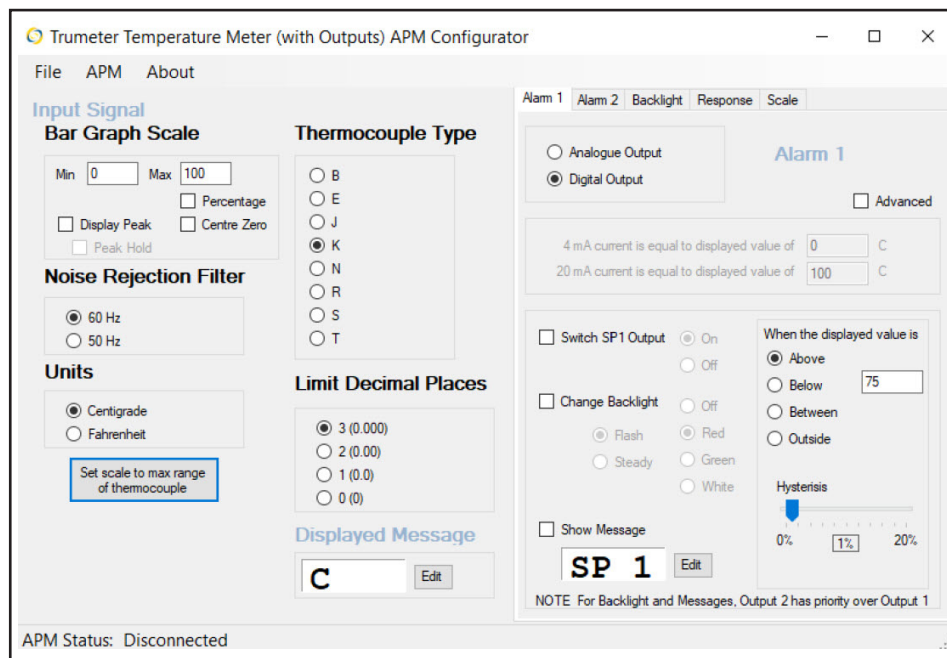 Trumeter Temperature Meter (with Outputs) APM Configurator
File APM About
Input Signal
Bar Graph Scale
Min 0 Max 100
Percentage
Display Peak Centre Zero
Peak Hold
Noise Rejection Filter
60 Hz
50 Hz
Units
Centigrade
Fahrenheit
Set scale to max range
of thermocouple
Thermocouple Type
B
E
J
K
N
R
S
T
Limit Decimal Places
3 (0.000)
2 (0.00)
1 (0.0)
0 (0)
Displayed Message
C Edit
Alarm 1 Alarm 2 Backlight Response Scale
Analogue Output
Digital Output
Alarm 1
Advanced
4 mA current is equal to displayed value of 0 C
20 mA current is equal to displayed value of 100 C
Switch SP1 Output On
Off
Change Backlight Off
Flash Red
Steady Green
White
Show Message
SP 1 Edit
When the displayed value is
Above
Below 75
Between
Outside
Hysterisis
0% 1% 20%
NOTE For Backlight and Messages, Output 2 has priority over Output 1
APM Status: Disconnected